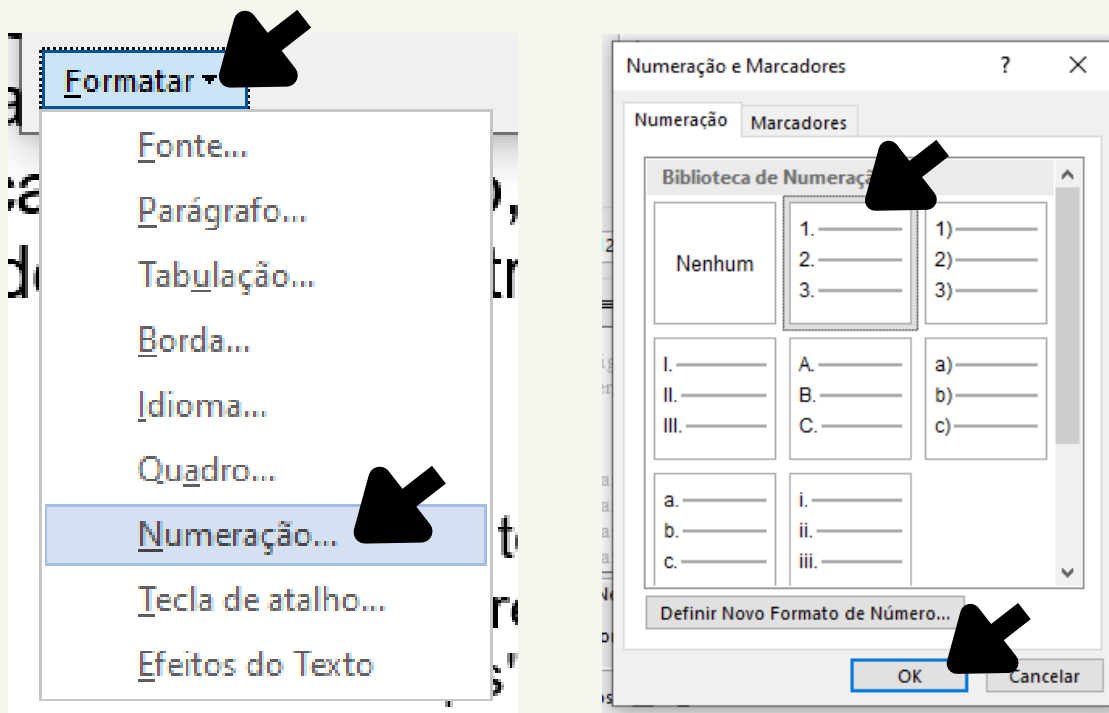 Formatar
Fonte...
Parágrafo...
Tabulação...
Borda...
Idioma...
Quadro...
Numeração...
Tecla de atalho...
Efeitos do Texto
Numeração e Marcadores ?
Numeração Marcadores
Biblioteca de
Nenhum
1.
2.
3.
1)
2)
3)
I.
II.
III.
A.
B.
C.
a)
b)
c)
a.
b.
c.
i.
ii.
iii.
Definir Novo Formato de Número...
OK Cancelar